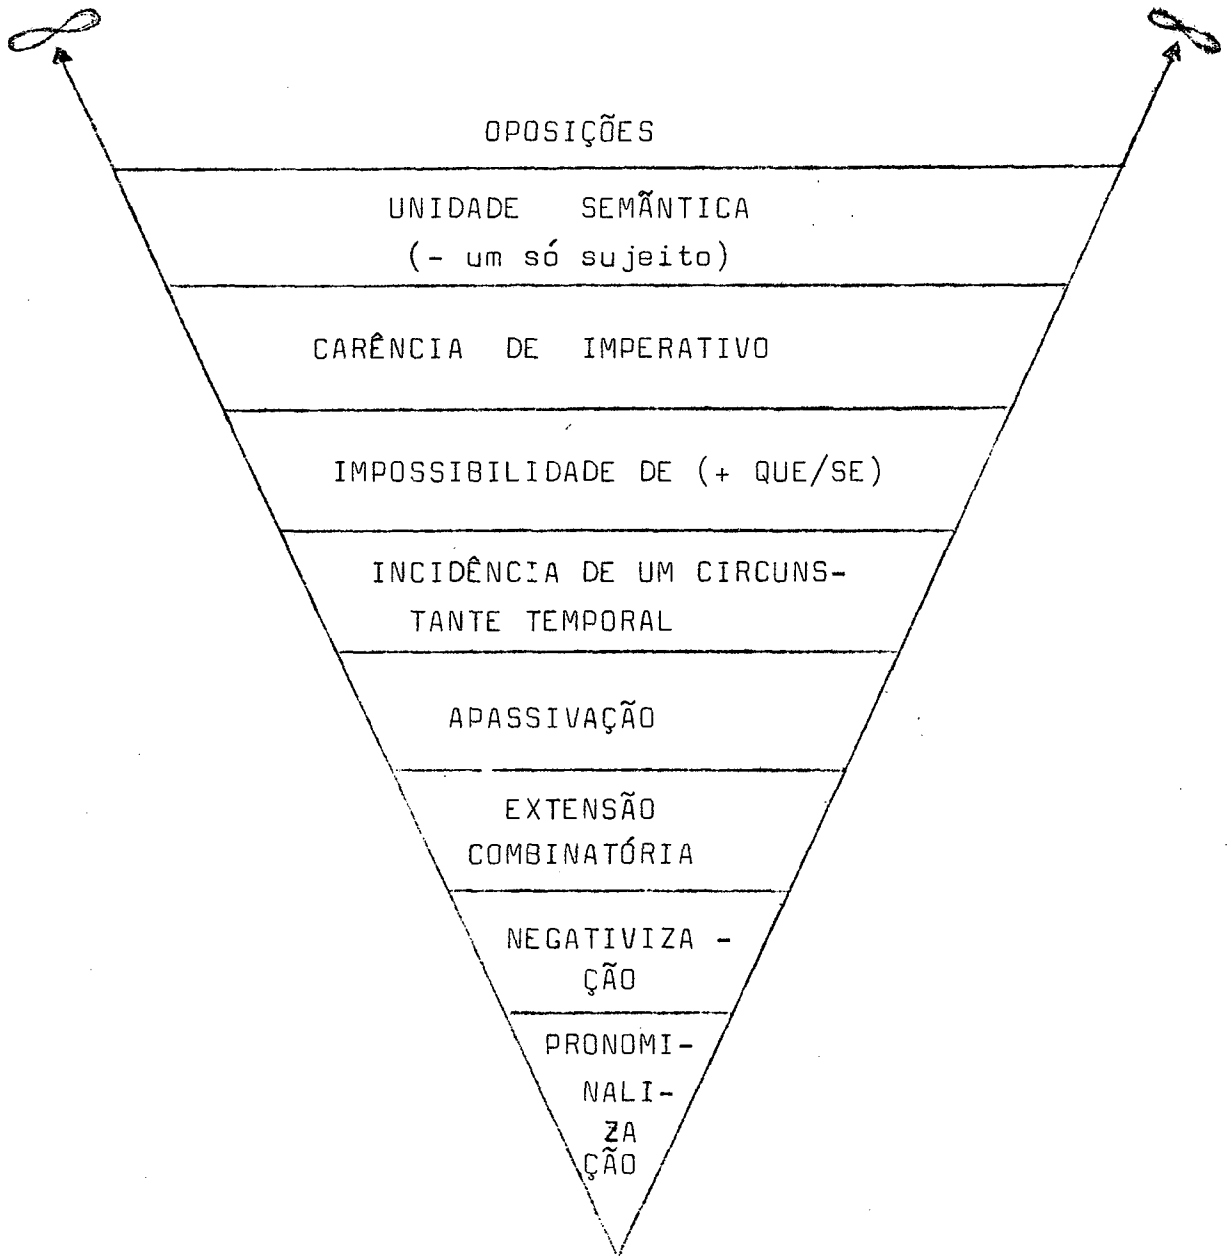 OPOSIÇÕES
UNIDADE SEMÃNTICA
(- um só sujeito)
CARÊNCIA DE IMPERATIVO
IMPOSSIBILIDADE DE (+ QUE/SE)
INCIDÊNCIA DE UM CIRCUNS-
TANTE TEMPORAL
APASSIVAÇÃO
EXTENSÃO
COMBINATÓRIA
NEGATIVIZA -
ÇÃO
PRONOMI-
NALI-
ZA
ÇÃO